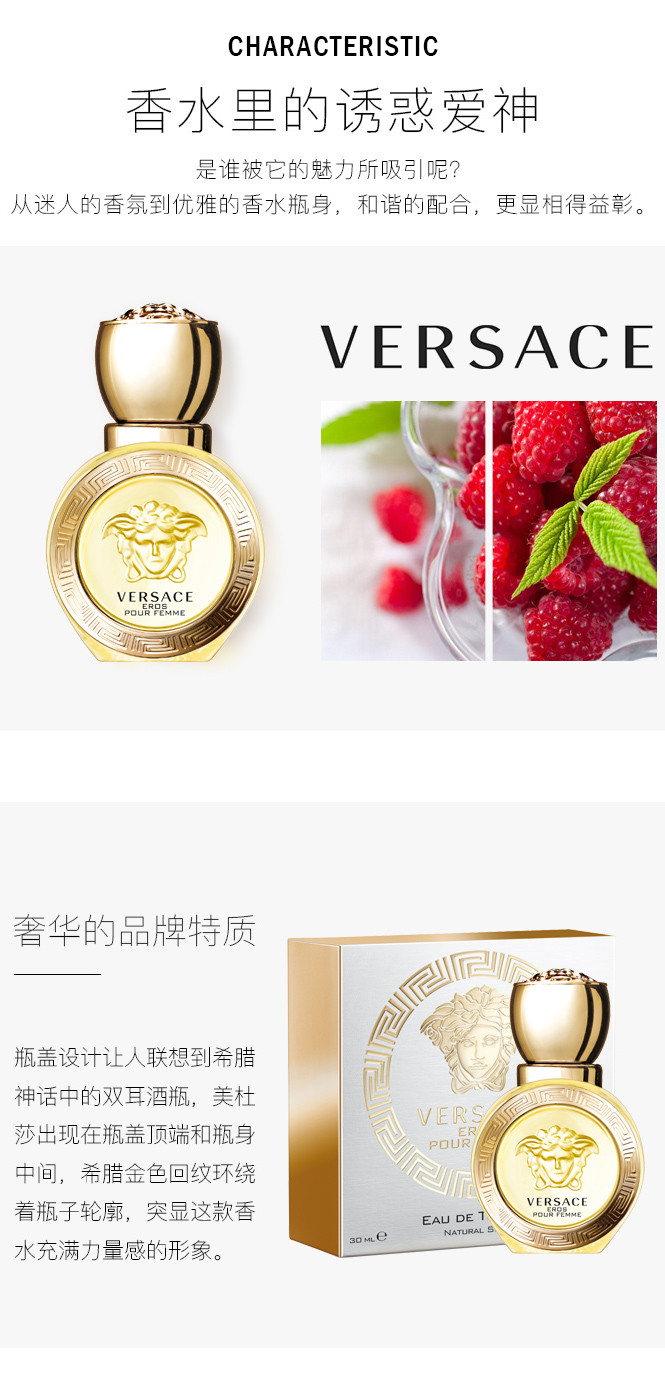 CHARACTERISTIC
香水里的诱惑爱神
是谁被它的魅力所吸引呢?
从迷人的香氛到优雅的香水瓶身，和谐的配合，更显相得益彰。
VERSACE
VERSACE
EROS
POUR FEMME
奢华的品牌特质
瓶盖设计让人联想到希腊
神话中的双耳酒瓶，美杜
莎出现在瓶盖顶端和瓶身
中间，希腊金色回纹环绕
着瓶子轮廓，突显这款香
水充满力量感的形象。
VERS
ER
POUR
EAU DE T
NATURAL S
30 ML e
VERSACE
EROS
POUR FEMME